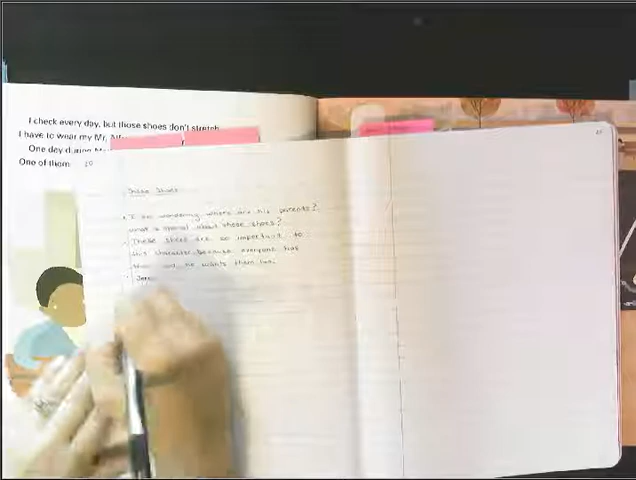 I check every day, but those shoes don't stretch
I have to wear my Mr.
One day during
One of them
Those Shoes
I am wondering where are his parents?
what's special about these shoes?
These shoes are so important to
this character because everyone has
them and he wants them too.